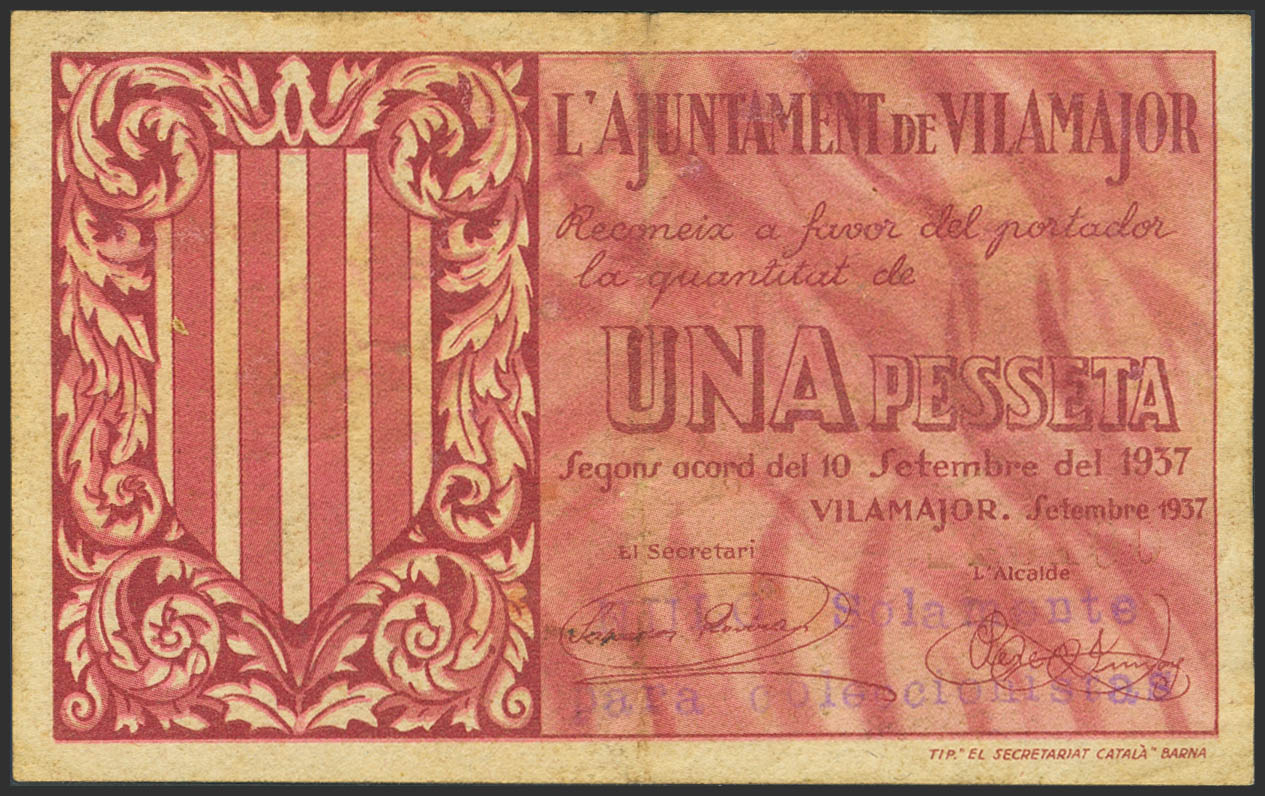 L'AJUNTAMENT DE VILAMAJOR
Reconeix a favor del portador
la quantitat de
UNA PESSETA
Segons acord del 10 Setembre del 1937
VILAMAJOR. Setembre 1937
El Secretari
L'Alcalde
Solamente
para coleccionistas
TIP. "EL SECRETARIAT CATALÀ" BARNA